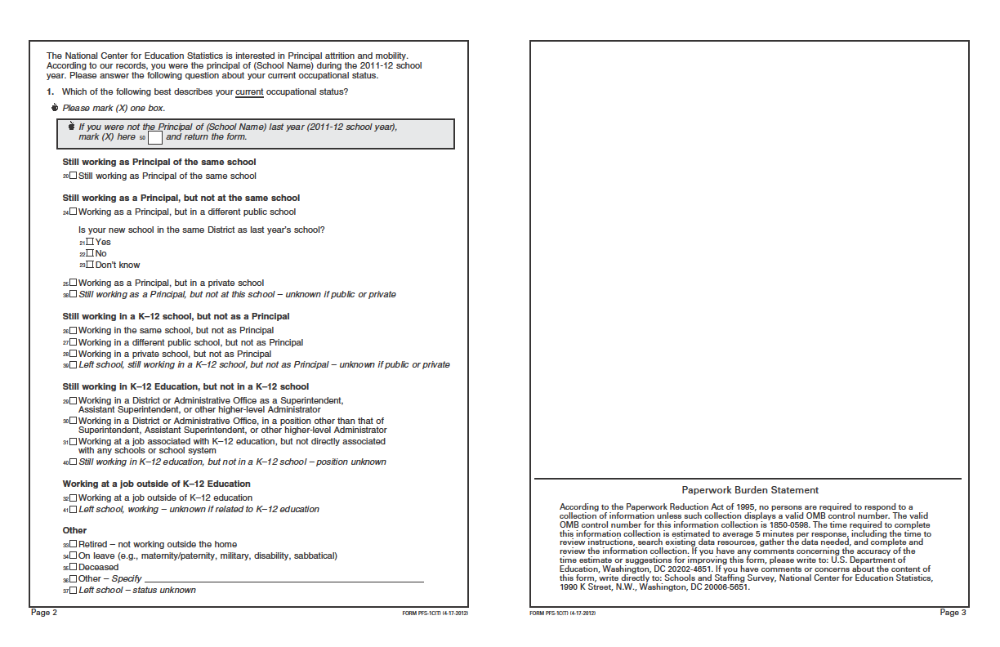 The National Center for Education Statistics is interested in Principal attrition and mobility.
According to our records, you were the principal of (School Name) during the 2011-12 school
year. Please answer the following question about your current occupational status.
1. Which of the following best describes your current occupational status?
Please mark (X) one box.
If you were not the Principal of (School Name) last year (2011-12 school year),
mark (X) here 50 and return the form.
Still working as Principal of the same school
20 Still working as Principal of the same school
Still working as a Principal, but not at the same school
24 Working as a Principal, but in a different public school
Is your new school in the same District as last year's school?
21 Yes
22 No
23 Don't know
25 Working as a Principal, but in a private school
38 Still working as a Principal, but not at this school – unknown if public or private
Still working in a K–12 school, but not as a Principal
26 Working in the same school, but not as Principal
27 Working in a different public school, but not as Principal
28 Working in a private school, but not as Principal
39 Left school, still working in a K–12 school, but not as Principal – unknown if public or private
Still working in K–12 Education, but not in a K–12 school
29 Working in a District or Administrative Office as a Superintendent,
Assistant Superintendent, or other higher-level Administrator
30 Working in a District or Administrative Office, in a position other than that of
Superintendent, Assistant Superintendent, or other higher-level Administrator
31 Working at a job associated with K–12 education, but not directly associated
with any schools or school system
40 Still working in K–12 education, but not in a K–12 school – position unknown
Working at a job outside of K–12 Education
32 Working at a job outside of K–12 education
41 Left school, working – unknown if related to K–12 education
Other
33 Retired – not working outside the home
34 On leave (e.g., maternity/paternity, military, disability, sabbatical)
35 Deceased
36 Other – Specify
37 Left school – status unknown
Page 2
FORM PFS-1C(T) (4-17-2012)
Paperwork Burden Statement
According to the Paperwork Reduction Act of 1995, no persons are required to respond to a
collection of information unless such collection displays a valid OMB control number. The valid
OMB control number for this information collection is 1850-0598. The time required to complete
this information collection is estimated to average 5 minutes per response, including the time to
review instructions, search existing data resources, gather the data needed, and complete and
review the information collection. If you have any comments concerning the accuracy of the
time estimate or suggestions for improving this form, please write to: U.S. Department of
Education, Washington, DC 20202-4651. If you have comments or concerns about the content of
this form, write directly to: Schools and Staffing Survey, National Center for Education Statistics,
1990 K Street, N.W., Washington, DC 20006-5651.
FORM PFS-1C(T) (4-17-2012)
Page 3